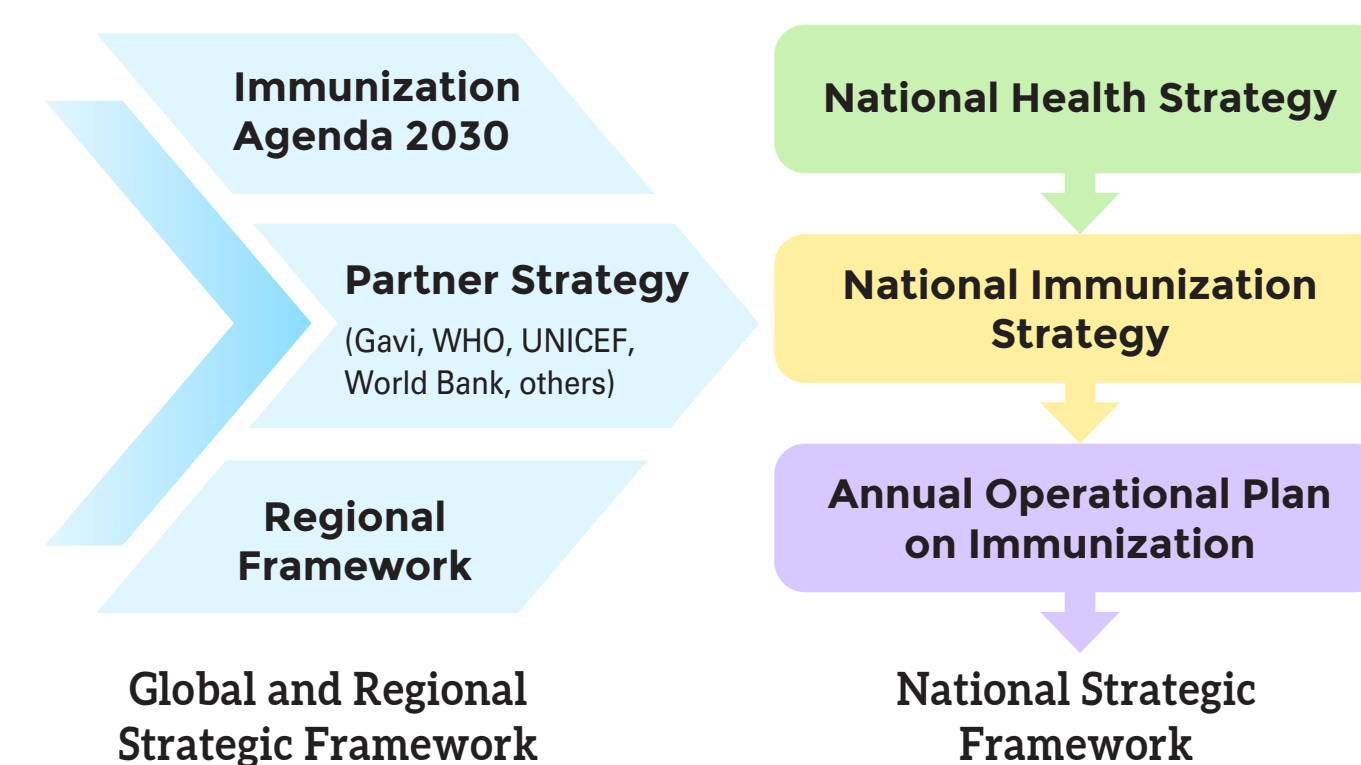 Immunization
Agenda 2030
Partner Strategy
(Gavi, WHO, UNICEF,
World Bank, others)
Regional
Framework
Global and Regional
Strategic Framework
National Health Strategy
National Immunization
Strategy
Annual Operational Plan
on Immunization
National Strategic
Framework